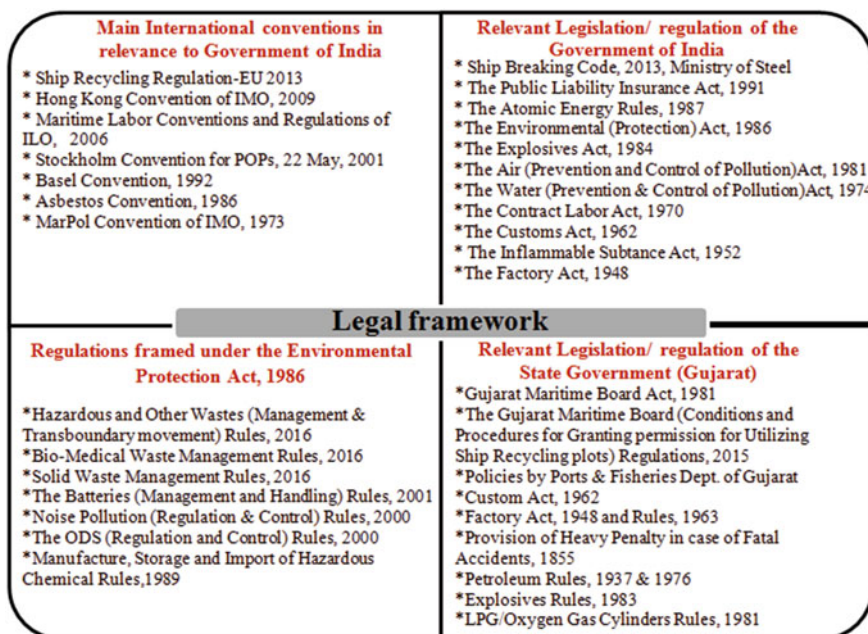 Main International conventions in
relevance to Government of India
* Ship Recycling Regulation-EU 2013
* Hong Kong Convention of IMO, 2009
* Maritime Labor Conventions and Regulations of
ILO, 2006
* Stockholm Convention for POPs, 22 May, 2001
* Basel Convention, 1992
* Asbestos Convention, 1986
* MarPol Convention of IMO, 1973
Relevant Legislation/ regulation of the
Government of India
* Ship Breaking Code, 2013, Ministry of Steel
* The Public Liability Insurance Act, 1991
* The Atomic Energy Rules, 1987
*The Environmental (Protection) Act, 1986
*The Explosives Act, 1984
*The Air (Prevention and Control of Pollution)Act, 1981
*The Water (Prevention & Control of Pollution)Act, 1974
*The Contract Labor Act, 1970
*The Customs Act, 1962
* The Inflammable Subtance Act, 1952
*The Factory Act, 1948
Legal framework
Regulations framed under the Environmental
Protection Act, 1986
*Hazardous and Other Wastes (Management &
Transboundary movement) Rules, 2016
*Bio-Medical Waste Management Rules, 2016
*Solid Waste Management Rules, 2016
*The Batteries (Management and Handling) Rules, 2001
*Noise Pollution (Regulation & Control) Rules, 2000
*The ODS (Regulation and Control) Rules, 2000
*Manufacture, Storage and Import of Hazardous
Chemical Rules,1989
Relevant Legislation/ regulation of the
State Government (Gujarat)
*Gujarat Maritime Board Act, 1981
*The Gujarat Maritime Board (Conditions and
Procedures for Granting permission for Utilizing
Ship Recycling plots) Regulations, 2015
*Policies by Ports & Fisheries Dept. of Gujarat
*Custom Act, 1962
*Factory Act, 1948 and Rules, 1963
*Provision of Heavy Penalty in case of Fatal
Accidents, 1855
*Petroleum Rules, 1937 & 1976
*Explosives Rules, 1983
*LPG/Oxygen Gas Cylinders Rules, 1981